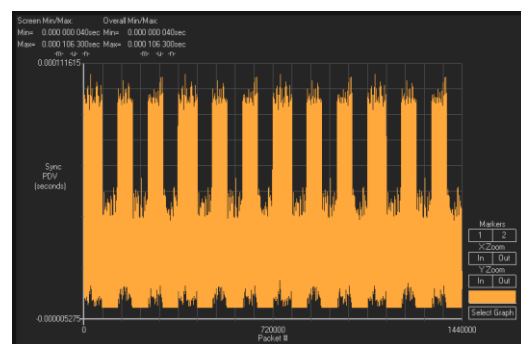 Screen Min/Max: Overall Min/Max:
Min= 0.000 000 040sec Min= 0.000 000 040sec
Max= 0.000 106 300sec Max= 0.000 106 300sec
-m- -u- -n- -m- -u- -n-
0.000111615
Sync
PDV
(seconds)
Markers
1 2
X Zoom
In Out
Y Zoom
In Out
Select Graph
-0.000005275
0 720000 1440000
Packet #